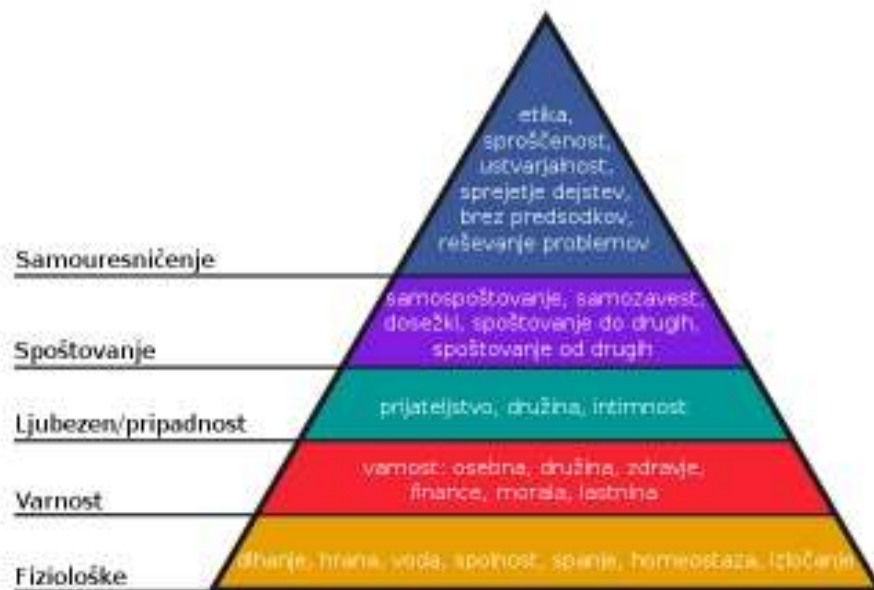 etika,
sproščenost,
ustvarjalnost,
sprejetje dejstev,
brez predsodkov,
reševanje problemov
Samouresničenje
samospoštovanje, samozavest,
dosežki, spoštovanje do drugih,
spoštovanje od drugih
Spoštovanje
prijateljstvo, družina, intimnost
Ljubezen/pripadnost
varnost: osebna, družina, zdravje,
finance, morala, lastnina
Varnost
dihanje, hrana, voda, spolnost, spanje, homeostaza, izločanje
Fiziološke